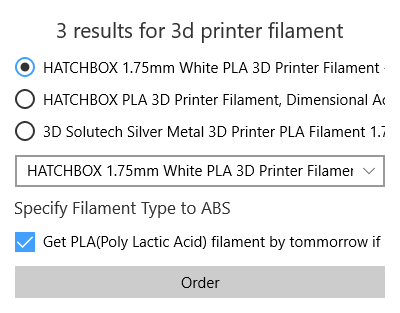 3 results for 3d printer filament
HATCHBOX 1.75mm White PLA 3D Printer Filament
HATCHBOX PLA 3D Printer Filament, Dimensional Ac
3D Solutech Silver Metal 3D Printer PLA Filament 1.7
HATCHBOX 1.75mm White PLA 3D Printer Filamen
Specify Filament Type to ABS
Get PLA(Poly Lactic Acid) filament by tommorrow if
Order